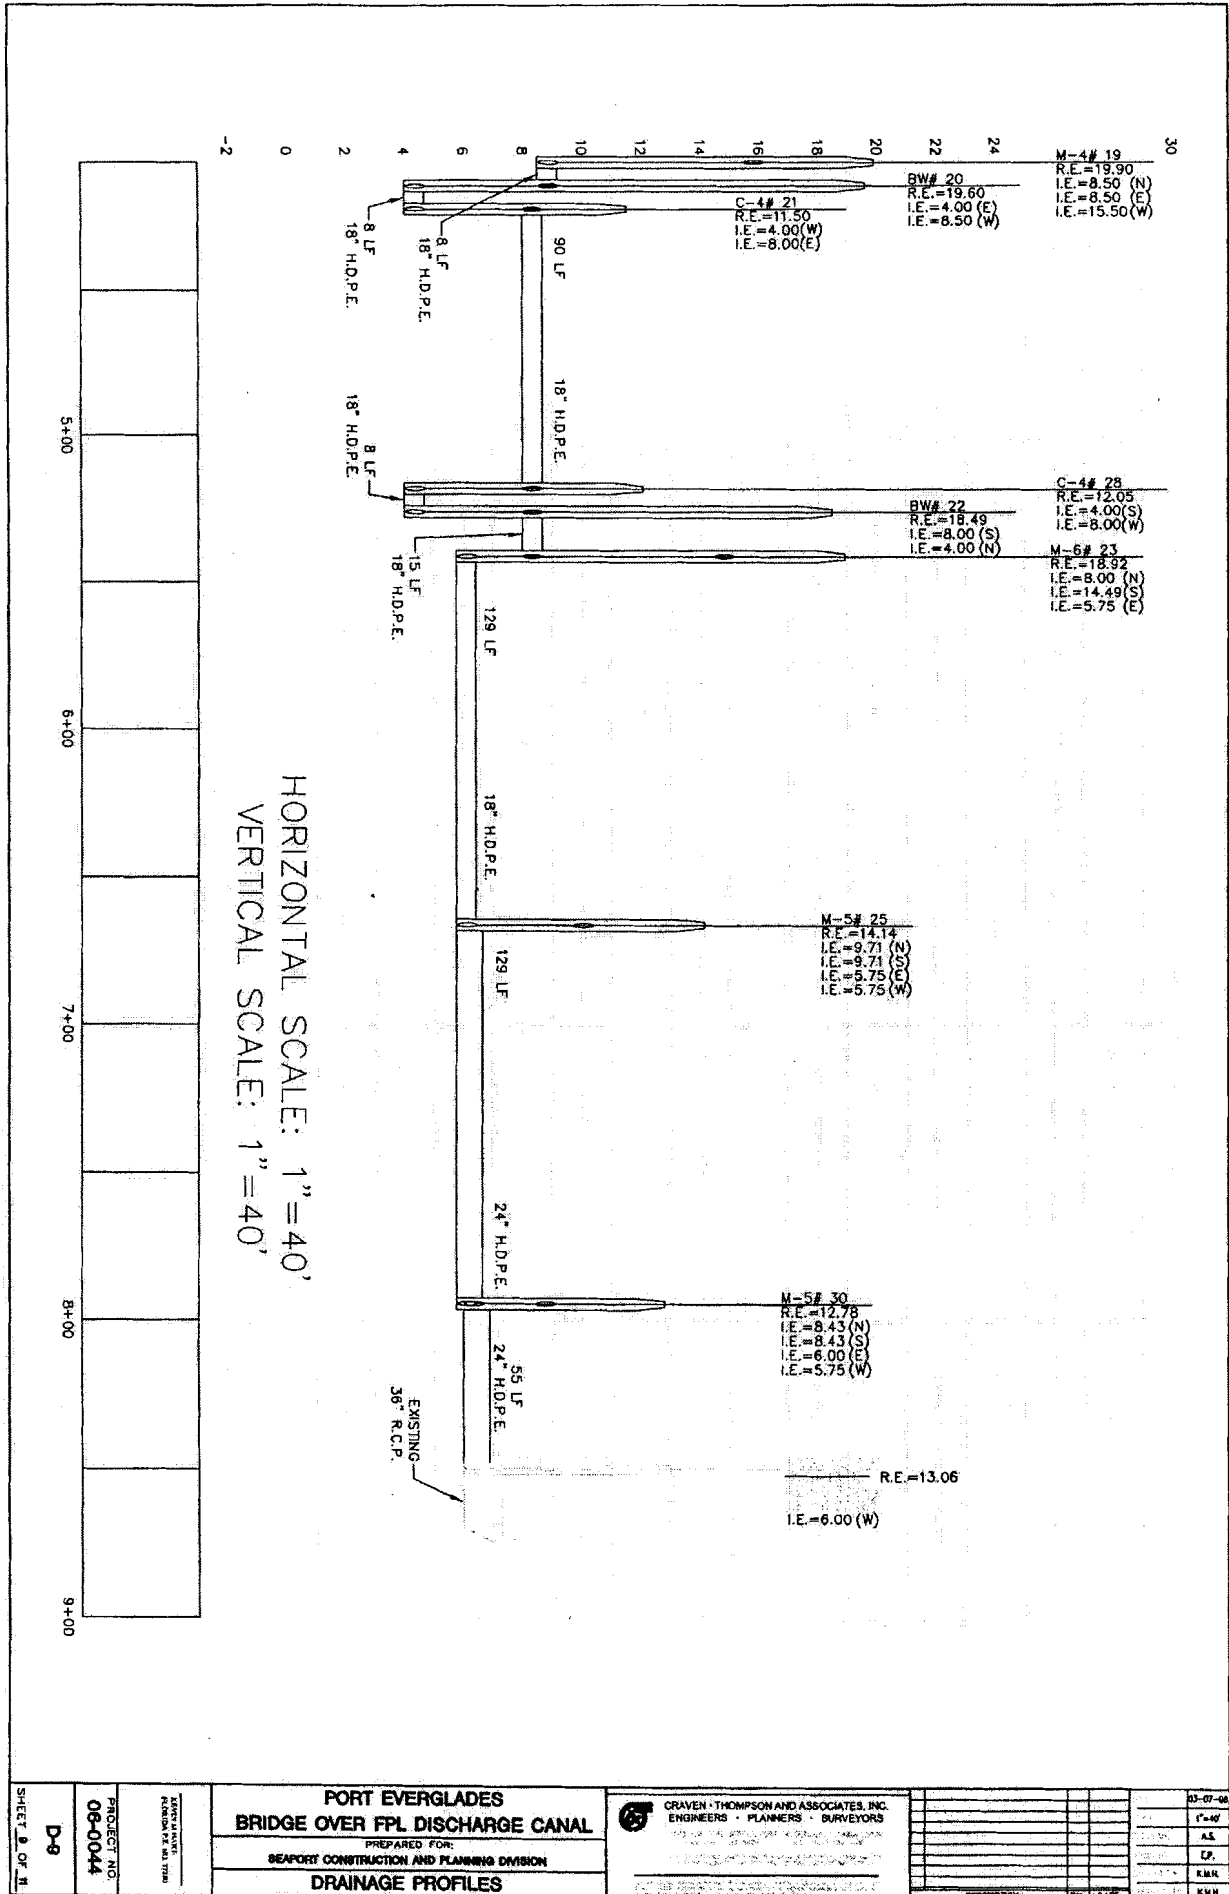 -2
0
2
4
6
8
10
12
14
16
18
20
22
24
30
M-4# 19
R.E.=19.90
I.E.=8.50 (N)
I.E.=8.50 (E)
I.E.=15.50(W)
BW# 20
R.E.=19.60
I.E.=4.00 (E)
I.E.=8.50 (W)
C-4# 21
R.E.=11.50
I.E.=4.00(W)
I.E.=8.00(E)
8 LF
18" H.D.P.E.
8 LF
18" H.D.P.E.
90 LF
18" H.D.P.E.
8 LF
18" H.D.P.E.
C-4# 28
R.E.=12.05
I.E.=4.00(S)
I.E.=8.00(W)
BW# 22
R.E.=18.49
I.E.=8.00 (S)
I.E.=4.00 (N)
M-6# 23
R.E.=18.92
I.E.=8.00 (N)
I.E.=14.49(S)
I.E.=5.75 (E)
15 LF
18" H.D.P.E.
129 LF
18" H.D.P.E.
M-5# 25
R.E.=14.14
I.E.=9.71 (N)
I.E.=9.71 (S)
I.E.=5.75 (E)
I.E.=5.75 (W)
129 LF
24" H.D.P.E.
M-5# 30
R.E.=12.78
I.E.=8.43 (N)
I.E.=8.43 (S)
I.E.=6.00 (E)
I.E.=5.75 (W)
55 LF
24" H.D.P.E.
EXISTING
36" R.C.P.
R.E.=13.06
I.E.=6.00 (W)
5+00
6+00
7+00
8+00
9+00
HORIZONTAL SCALE: 1"=40'
VERTICAL SCALE: 1"=40'
SHEET 9 OF 11
D-9
PROJECT NO.
06-0044
PORT EVERGLADES
BRIDGE OVER FPL DISCHARGE CANAL
PREPARED FOR:
SEAPORT CONSTRUCTION AND PLANNING DIVISION
DRAINAGE PROFILES
CRAVEN • THOMPSON AND ASSOCIATES, INC.
ENGINEERS • PLANNERS • SURVEYORS
03-07-08
1"=40'
A.S.
K.M.H.
K.M.H.